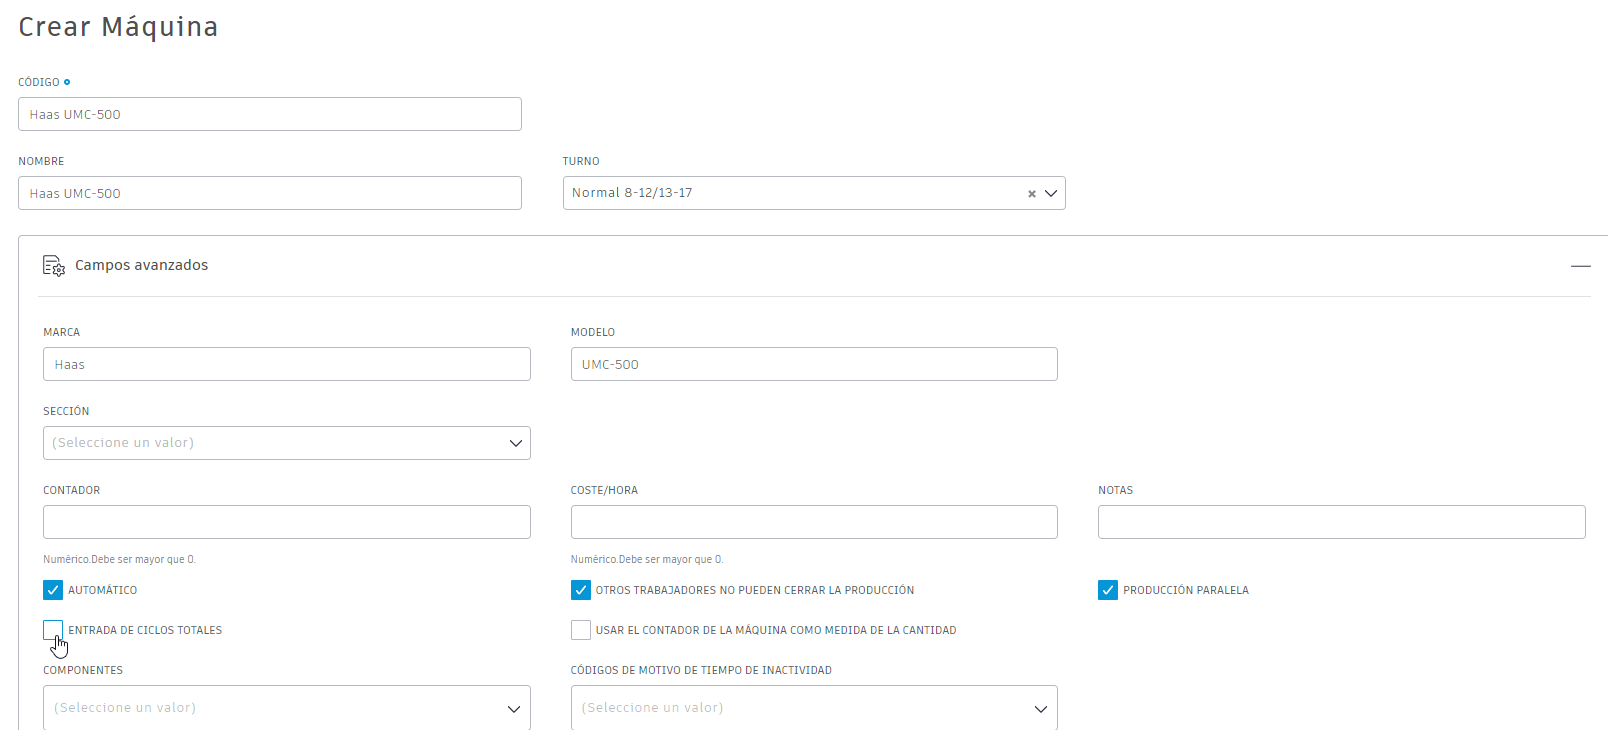 Crear Máquina
CÓDIGO
Haas UMC-500
NOMBRE
TURNO
Haas UMC-500
Normal 8-12/13-17
Campos avanzados
MARCA
MODELO
Haas
UMC-500
SECCIÓN
(Seleccione un valor)
CONTADOR
COSTE/HORA
NOTAS
Numérico.Debe ser mayor que 0.
Numérico.Debe ser mayor que 0.
AUTOMÁTICO
OTROS TRABAJADORES NO PUEDEN CERRAR LA PRODUCCIÓN
PRODUCCIÓN PARALELA
ENTRADA DE CICLOS TOTALES
USAR EL CONTADOR DE LA MÁQUINA COMO MEDIDA DE LA CANTIDAD
COMPONENTES
CÓDIGOS DE MOTIVO DE TIEMPO DE INACTIVIDAD
(Seleccione un valor)
(Seleccione un valor)